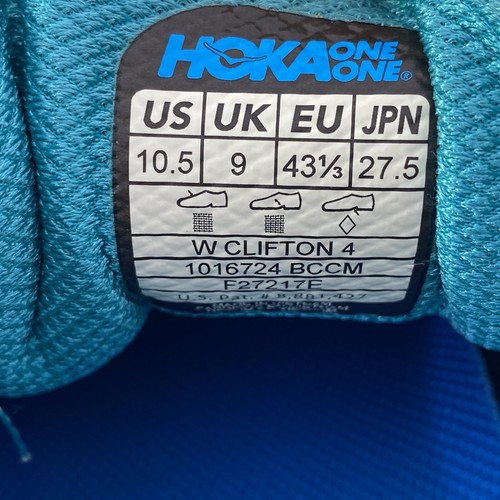 HOKA ONE ONE®
US UK EU JPN
10.5 9 43⅓ 27.5
W CLIFTON 4
1016724 BCCM
F27217E
U.S. Pat. #